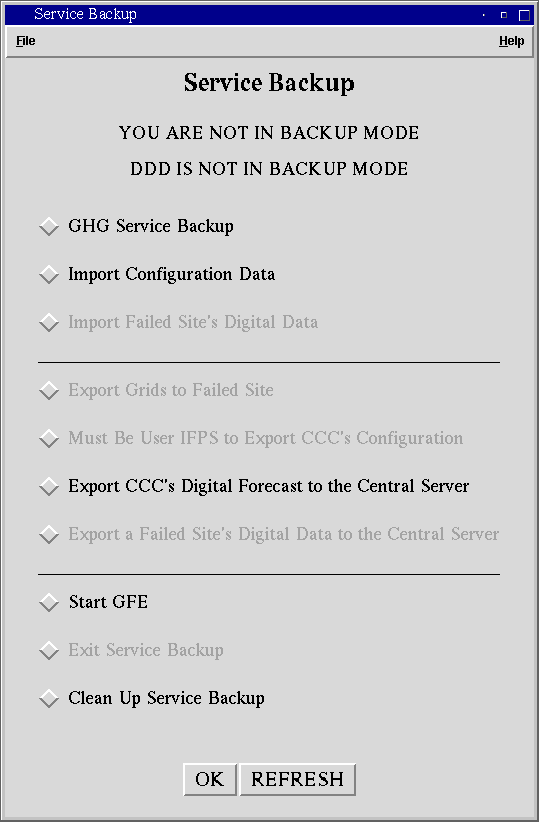 Service Backup
File
Help
Service Backup
YOU ARE NOT IN BACKUP MODE
DDD IS NOT IN BACKUP MODE
GHG Service Backup
Import Configuration Data
Import Failed Site's Digital Data
Export Grids to Failed Site
Must Be User IFPS to Export CCC's Configuration
Export CCC's Digital Forecast to the Central Server
Export a Failed Site's Digital Data to the Central Server
Start GFE
Exit Service Backup
Clean Up Service Backup
OK
REFRESH